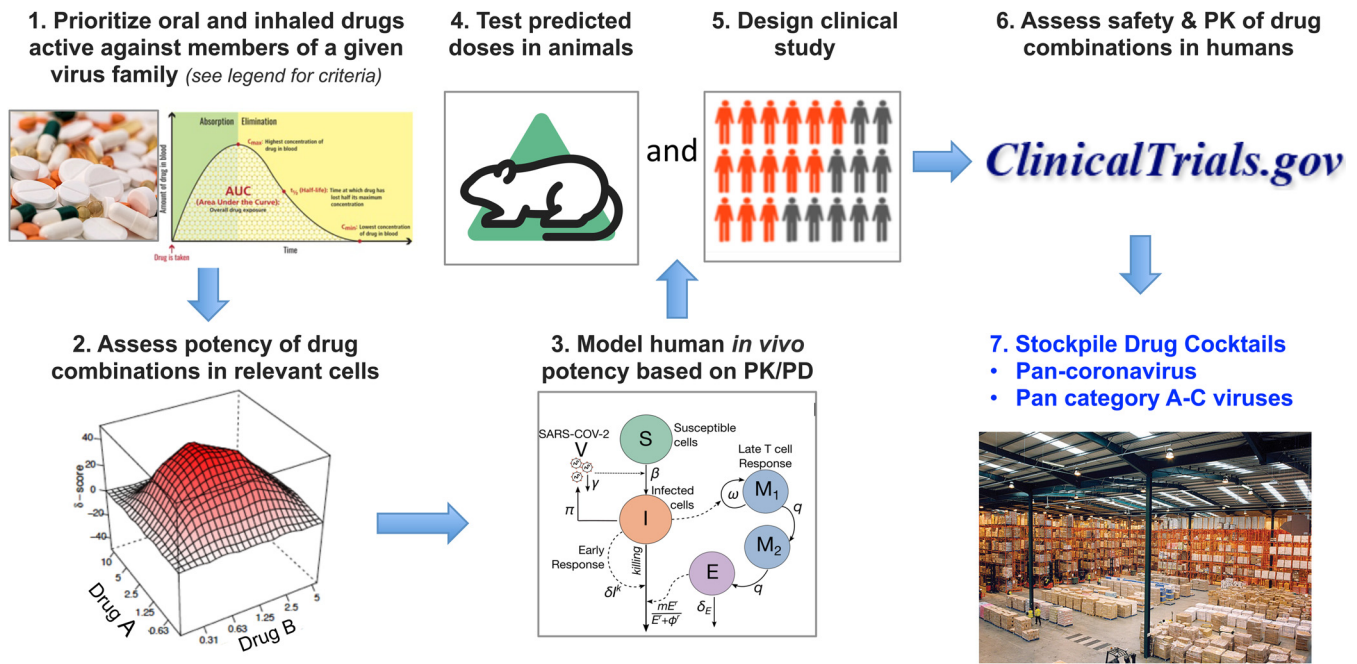 1. Prioritize oral and inhaled drugs
active against members of a given
virus family (see legend for criteria)
Absorption
Elimination
Cmax: Highest concentration of
drug in blood
Amount of drug in blood
AUC
(Area Under the Curve):
Overall drug exposure
t½ (Half-life): Time at which drug has
lost half its maximum
concentration
Cmin: Lowest concentration
of drug in blood
Time
Drug is taken
2. Assess potency of drug
combinations in relevant cells
δ−score
40
20
0
−20
−40
10
5
2.5
1.25
0.63
Drug A
0.31
0.63
1.25
2.5
5
Drug B
3. Model human in vivo
potency based on PK/PD
SARS-COV-2
V
S
Susceptible
cells
γ
β
π
I
Infected
cells
Late T cell
Response
ω
M1
q
M2
q
E
δE
Early
Response
killing
δIᵏ
mEʳ
Eʳ+ϕʳ
4. Test predicted
doses in animals
and
5. Design clinical
study
6. Assess safety & PK of drug
combinations in humans
ClinicalTrials.gov
7. Stockpile Drug Cocktails
• Pan-coronavirus
• Pan category A-C viruses